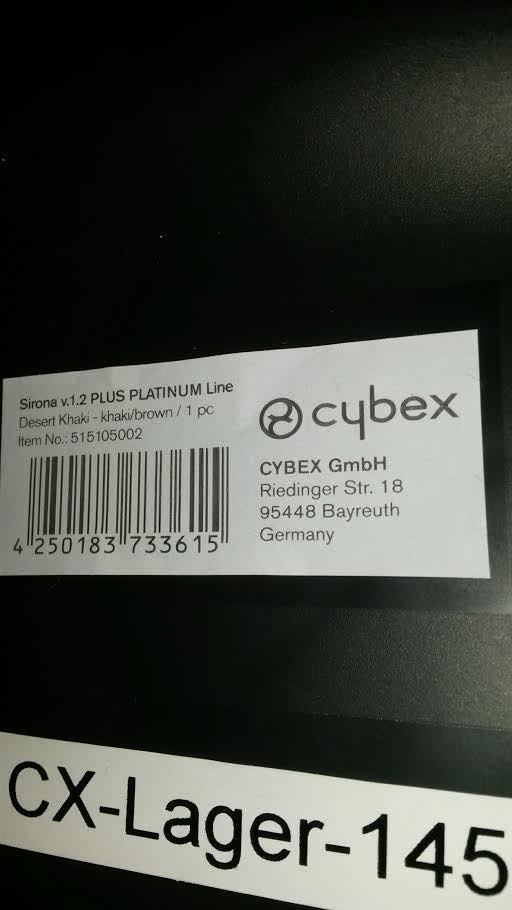 Sirona v.1.2 PLUS PLATINUM Line
Desert Khaki - khaki/brown / 1 pc
Item No.: 515105002
4 250183 733615
cybex
CYBEX GmbH
Riedinger Str. 18
95448 Bayreuth
Germany
CX-Lager-145